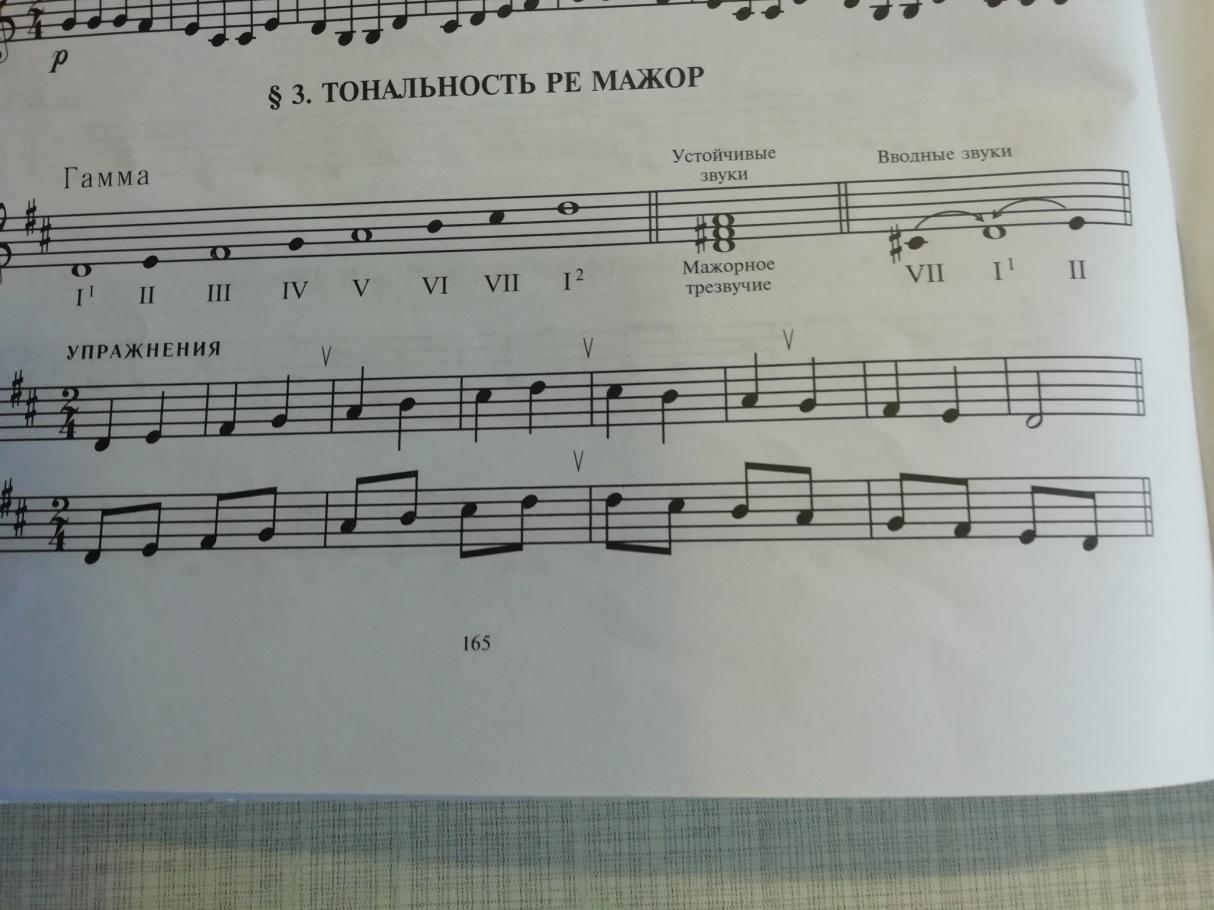 4
p
§ 3. ТОНАЛЬНОСТЬ РЕ МАЖОР
Гамма
Устойчивые
звуки
Вводные звуки
Мажорное
трезвучие
I¹ II III IV V VI VII I²
VII I¹ II
УПРАЖНЕНИЯ
V V V
2
4
V
2
4
165